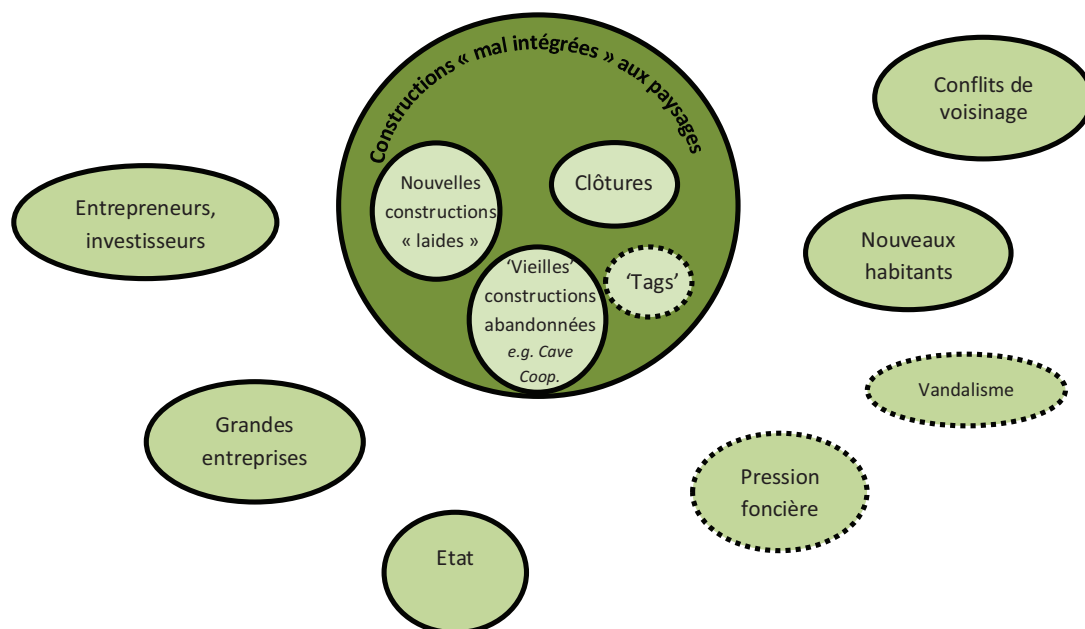 Constructions « mal intégrées » aux paysages
Conflits de
voisinage
Nouvelles
constructions
« laides »
Clôtures
Entrepreneurs,
investisseurs
Nouveaux
habitants
‘Vieilles’
constructions
abandonnées
e.g. Cave
Coop.
‘Tags’
Vandalisme
Grandes
entreprises
Pression
foncière
Etat